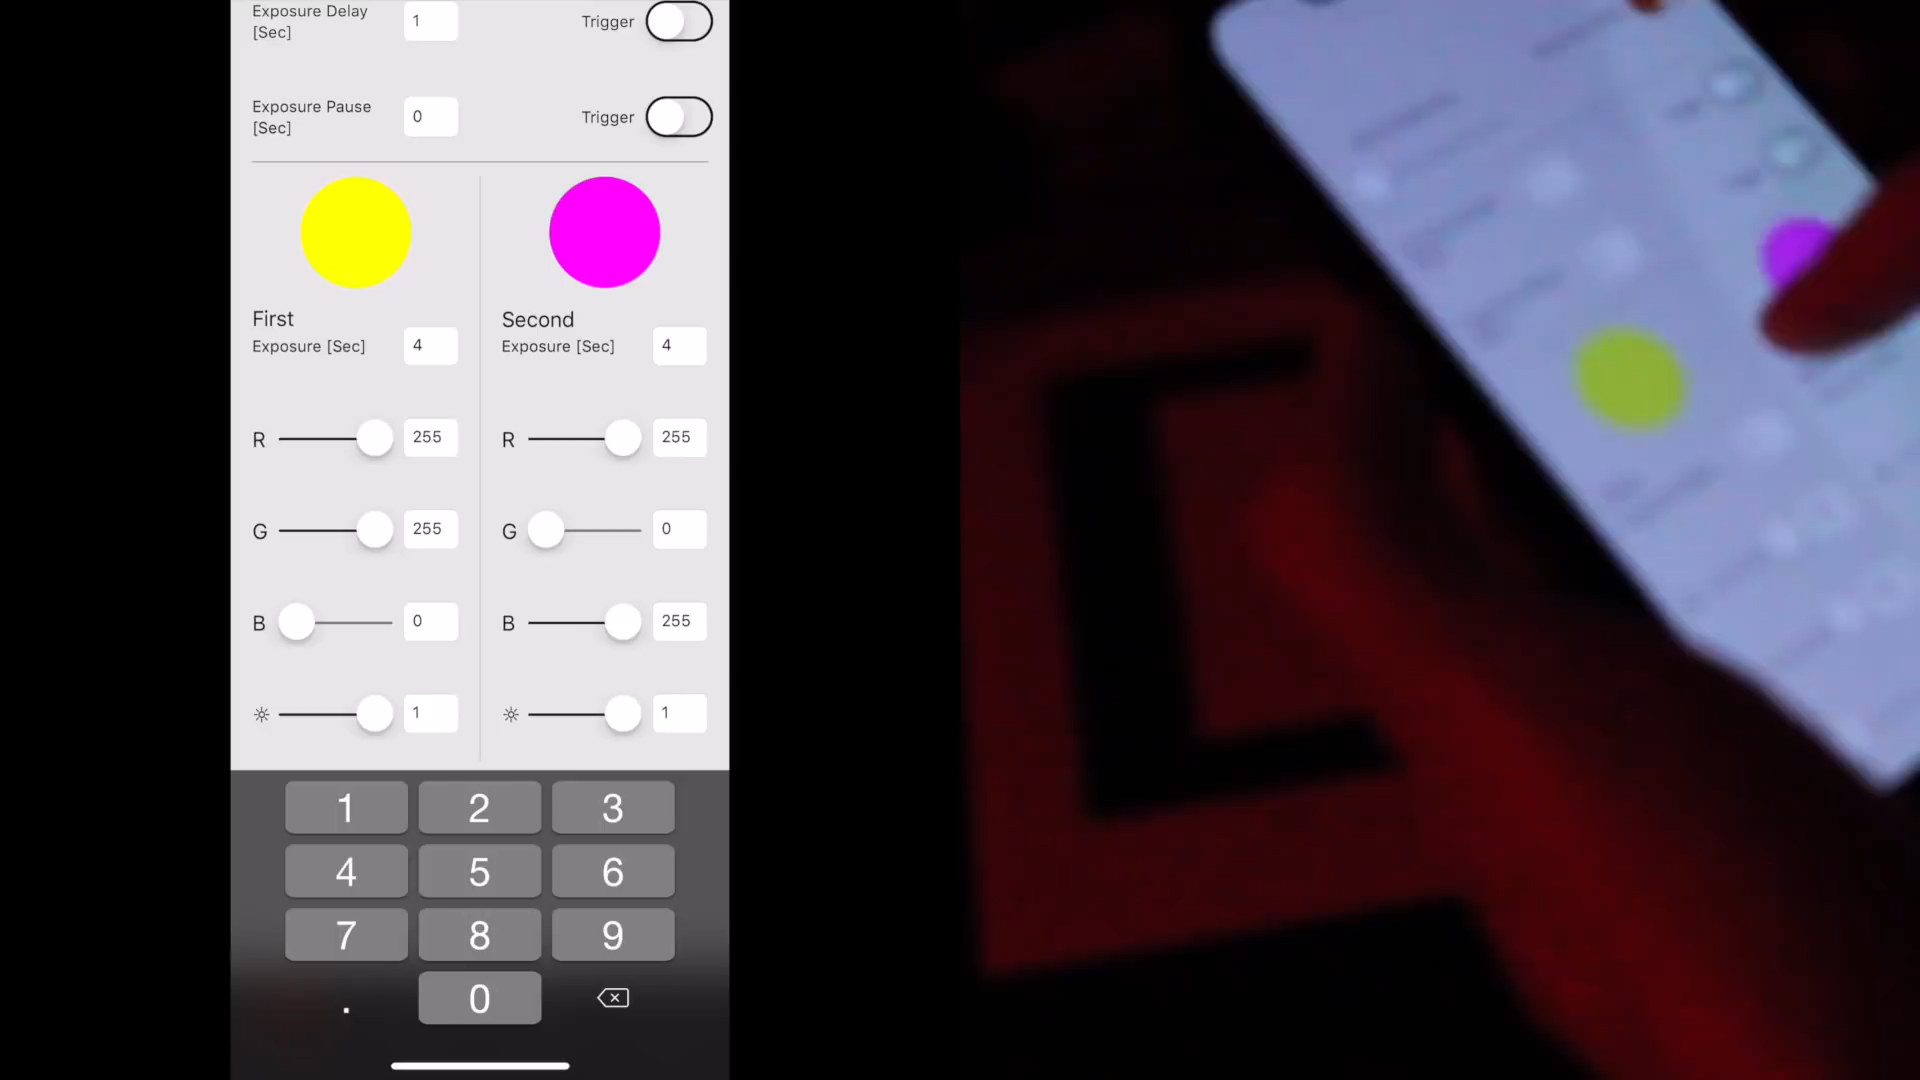 Exposure Delay
[Sec]
1
Trigger
Exposure Pause
[Sec]
0
Trigger
First
Exposure [Sec]
4
Second
Exposure [Sec]
4
R
255
R
255
G
255
G
0
B
0
B
255
1
1
1
2
3
4
5
6
7
8
9
.
0